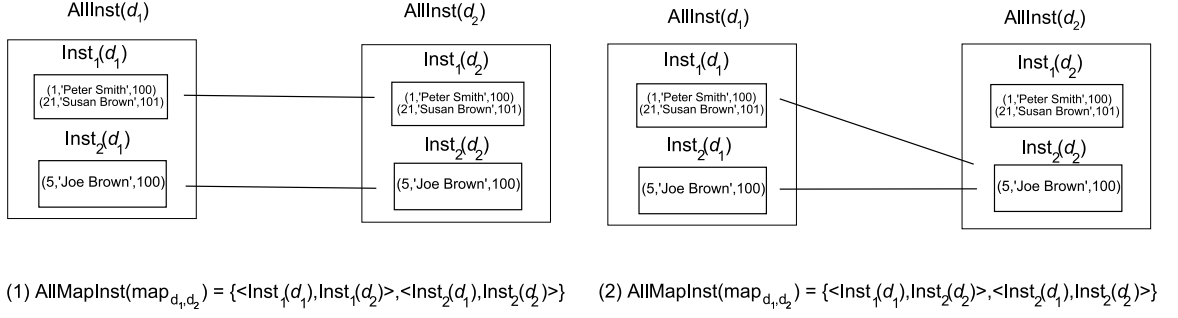 AllInst(d₁)
AllInst(d₂)
Inst₁(d₁)
(1,'Peter Smith',100)
(21,'Susan Brown',101)
Inst₂(d₁)
(5,'Joe Brown',100)
Inst₁(d₂)
(1,'Peter Smith',100)
(21,'Susan Brown',101)
Inst₂(d₂)
(5,'Joe Brown',100)
(1) AllMapInst(map_d₁,d₂) = {<Inst₁(d₁),Inst₁(d₂)>,<Inst₂(d₁),Inst₂(d₂)>}
AllInst(d₁)
AllInst(d₂)
Inst₁(d₁)
(1,'Peter Smith',100)
(21,'Susan Brown',101)
Inst₂(d₁)
(5,'Joe Brown',100)
Inst₁(d₂)
(1,'Peter Smith',100)
(21,'Susan Brown',101)
Inst₂(d₂)
(5,'Joe Brown',100)
(2) AllMapInst(map_d₁,d₂) = {<Inst₁(d₁),Inst₂(d₂)>,<Inst₂(d₁),Inst₂(d₂)>}